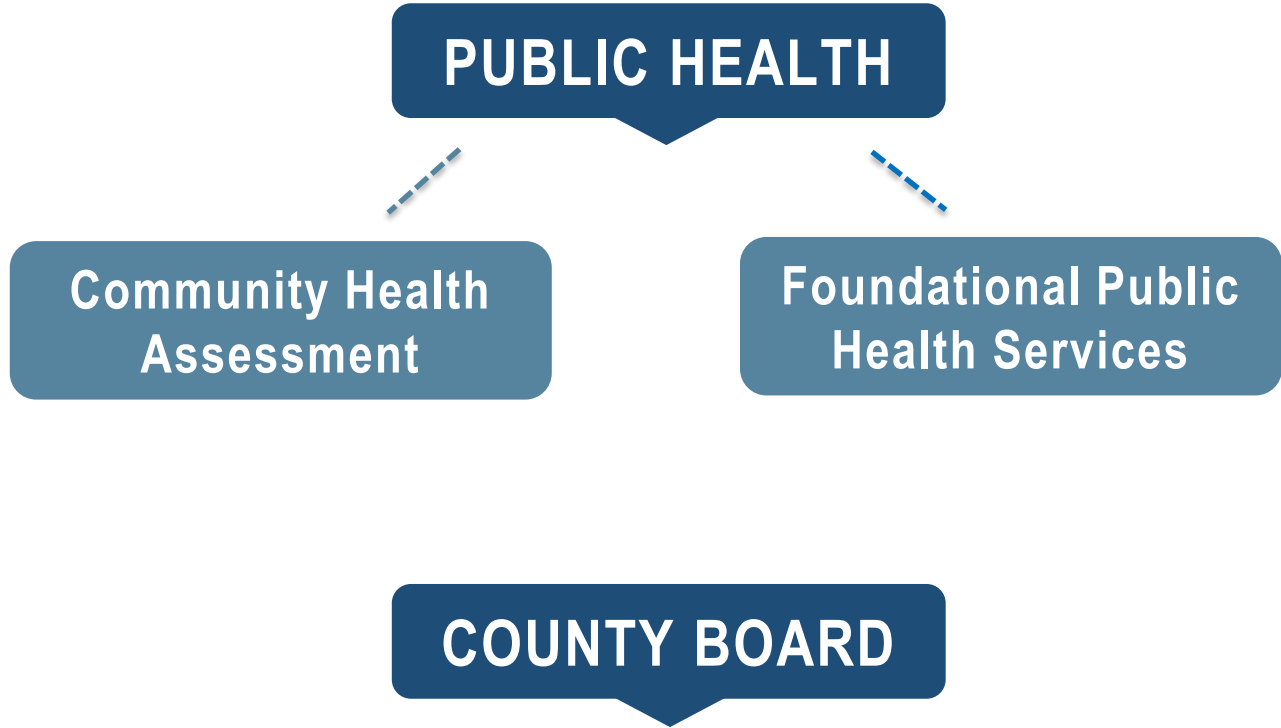 PUBLIC HEALTH
Community Health
Assessment
Foundational Public
Health Services
COUNTY BOARD